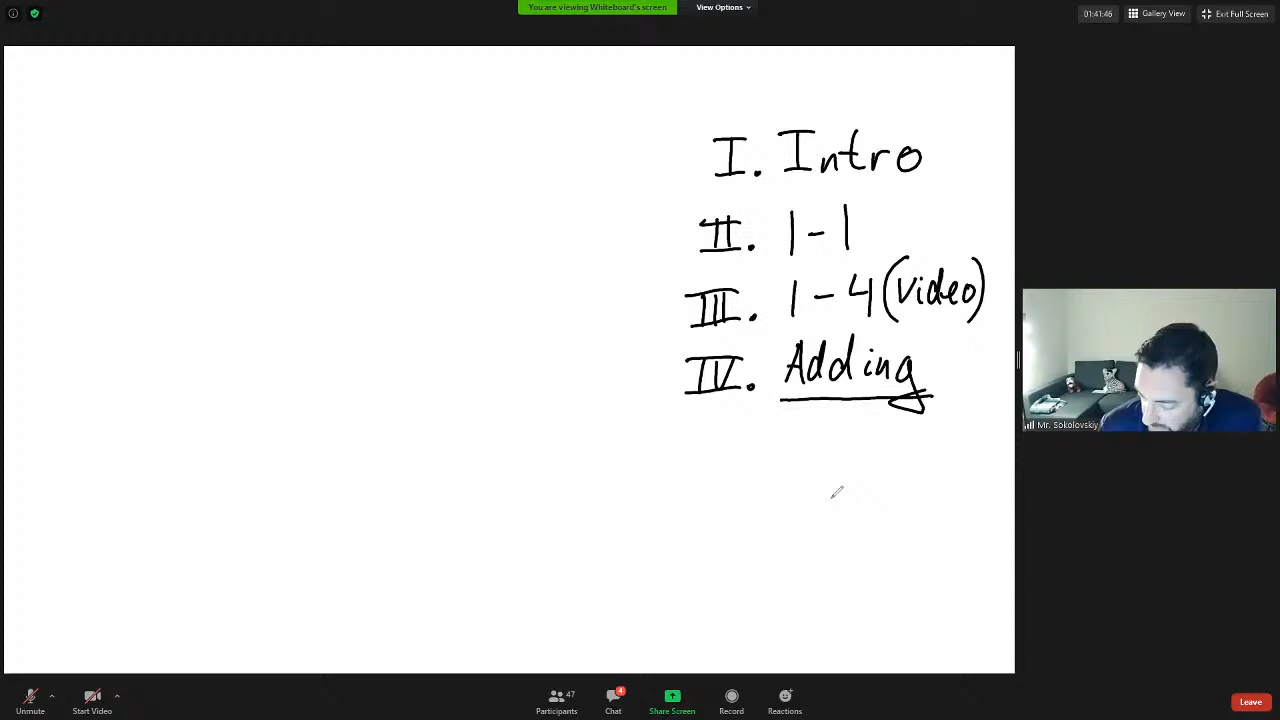 You are viewing Whiteboard's screen
View Options
01:41:46
Gallery View
Exit Full Screen
I. Intro
II. 1-1
III. 1-4 (video)
IV. Adding
Mr. Sokolovskiy
Unmute
Start Video
47
Participants
4
Chat
Share Screen
Record
Reactions
Leave